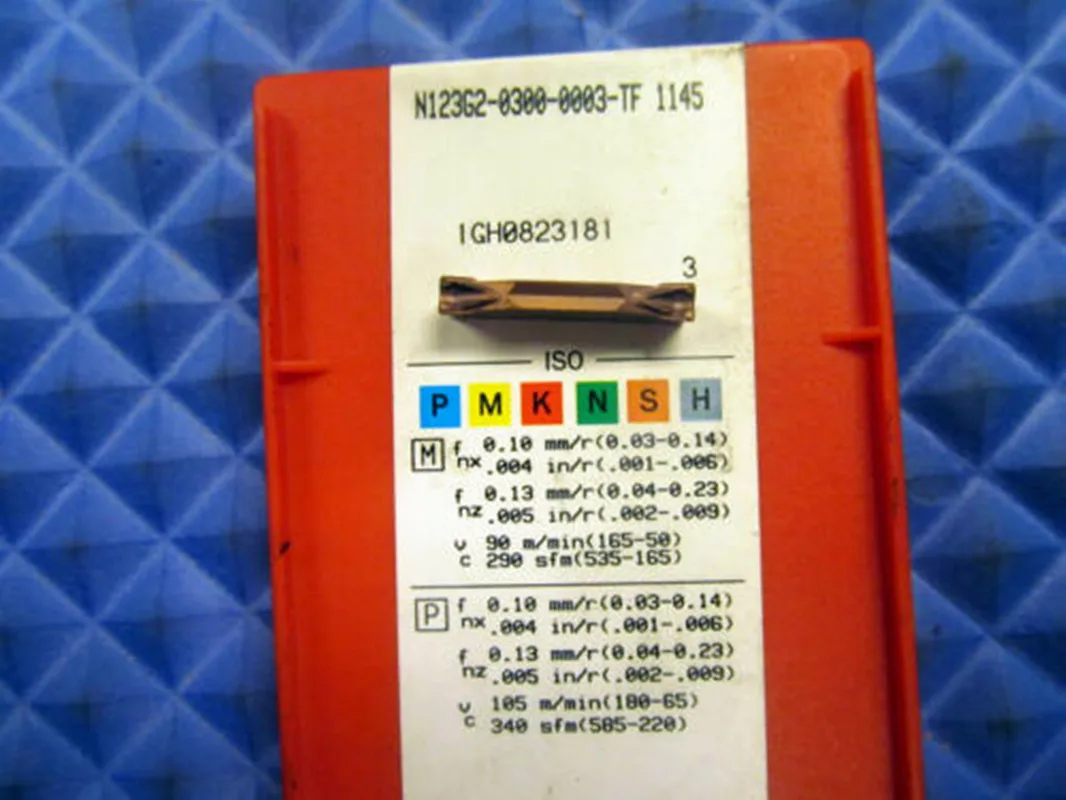 N123G2-0300-0003-TF 1145
IGH0823181
3
ISO
P M K N S H
M f 0.10 mm/r(0.03-0.14)
nx .004 in/r(.001-.006)
f 0.13 mm/r(0.04-0.23)
nz .005 in/r(.002-.009)
v 90 m/min(165-50)
c 290 sfm(535-165)
P f 0.10 mm/r(0.03-0.14)
nx .004 in/r(.001-.006)
f 0.13 mm/r(0.04-0.23)
nz .005 in/r(.002-.009)
v 105 m/min(180-65)
c 340 sfm(585-220)